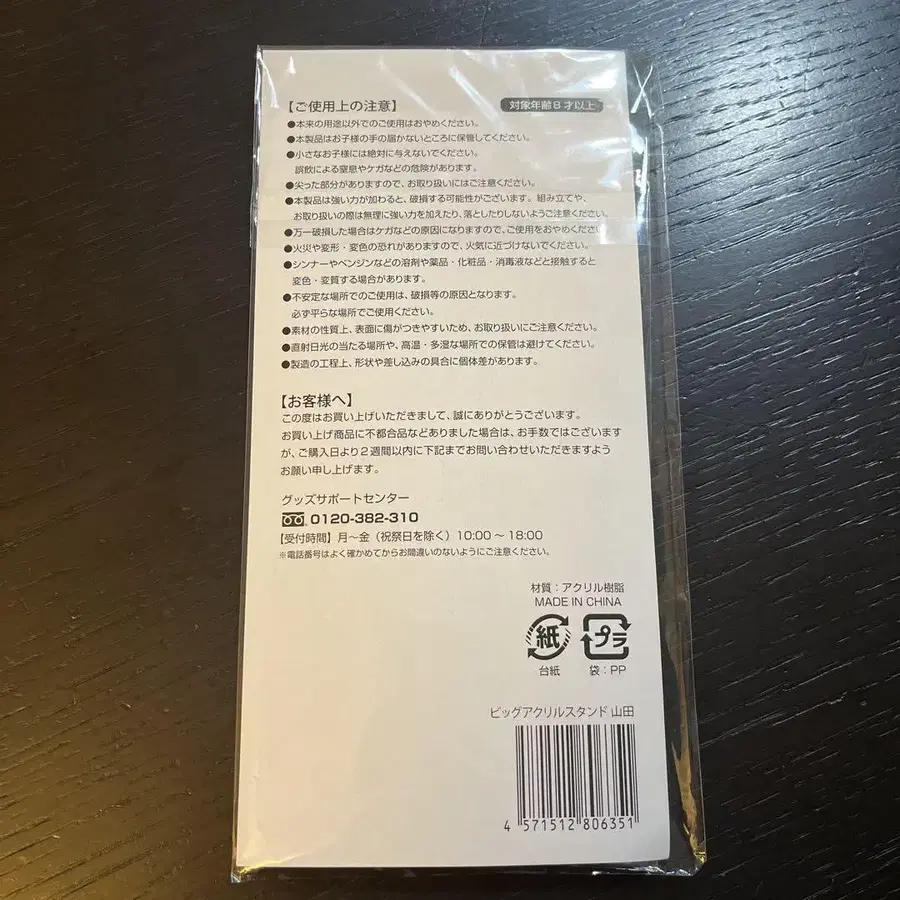 【ご使用上の注意】
対象年齢8才以上
●本来の用途以外でのご使用はおやめください。
●本製品はお子様の手の届かないところに保管してください。
●小さなお子様には絶対に与えないでください。
誤飲による窒息やケガなどの危険があります。
●尖った部分がありますので、お取り扱いにはご注意ください。
●本製品は強い力が加わると、破損する可能性がございます。組み立てや、
お取り扱いの際は無理に強い力を加えたり、落としたりしないようご注意ください。
●万一破損した場合はケガなどの原因になりますので、ご使用をおやめください。
●火災や変形・変色の恐れがありますので、火気に近づけないでください。
●シンナーやベンジンなどの溶剤や薬品・化粧品・消毒液などと接触すると
変色・変質する場合があります。
●不安定な場所でのご使用は、破損等の原因となります。
必ず平らな場所でご使用ください。
●素材の性質上、表面に傷がつきやすいため、お取り扱いにご注意ください。
●直射日光の当たる場所や、高温・多湿な場所での保管は避けてください。
●製造の工程上、形状や差し込みの具合に個体差があります。
【お客様へ】
この度はお買い上げいただきまして、誠にありがとうございます。
お買い上げ商品に不都合品などありました場合は、お手数ではございます
が、ご購入日より2週間以内に下記までお問い合わせいただきますよう
お願い申し上げます。
グッズサポートセンター
0120-382-310
【受付時間】月～金（祝祭日を除く）10:00～18:00
※電話番号はよく確かめてからお間違いのないようにご注意ください。
材質：アクリル樹脂
MADE IN CHINA
紙 プラ
台紙 袋：PP
ビッグアクリルスタンド 山田
4 571512 806351